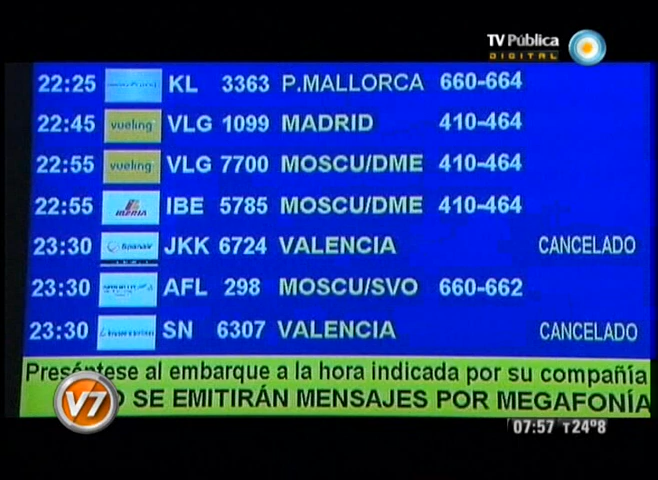 TV Pública
DIGITAL
22:25 KL 3363 P.MALLORCA 660-664
22:45 vueling VLG 1099 MADRID 410-464
22:55 vueling VLG 7700 MOSCU/DME 410-464
22:55 IBERIA IBE 5785 MOSCU/DME 410-464
23:30 Spanair JKK 6724 VALENCIA CANCELADO
23:30 AFL 298 MOSCU/SVO 660-662
23:30 SN 6307 VALENCIA CANCELADO
Preséntese al embarque a la hora indicada por su compañía
O SE EMITIRÁN MENSAJES POR MEGAFONÍA
V7
07:57 T24°8